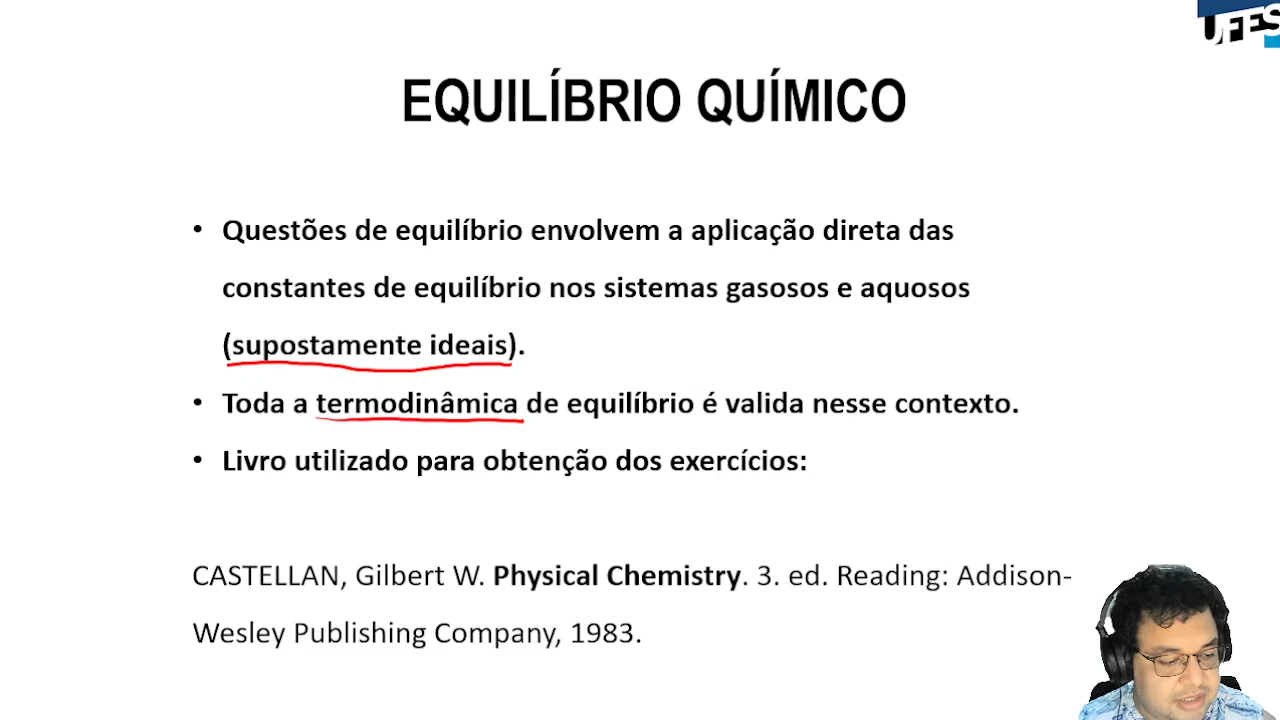 UFES
EQUILÍBRIO QUÍMICO
• Questões de equilíbrio envolvem a aplicação direta das
constantes de equilíbrio nos sistemas gasosos e aquosos
(supostamente ideais).
• Toda a termodinâmica de equilíbrio é valida nesse contexto.
• Livro utilizado para obtenção dos exercícios:
CASTELLAN, Gilbert W. Physical Chemistry. 3. ed. Reading: Addison-
Wesley Publishing Company, 1983.